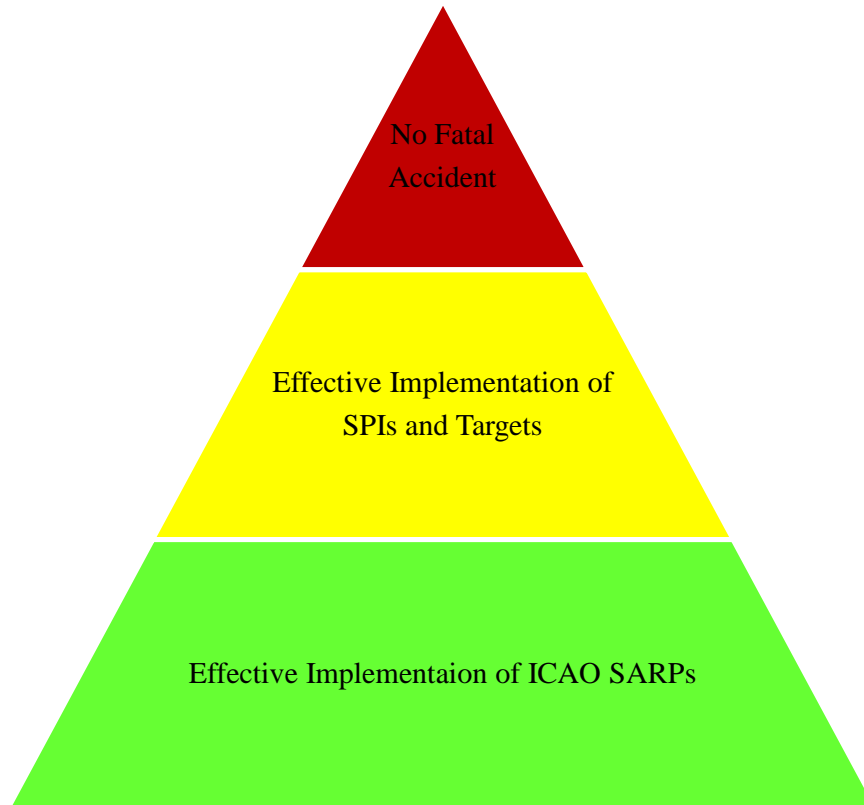 No Fatal
Accident
Effective Implementation of
SPIs and Targets
Effective Implementaion of ICAO SARPs